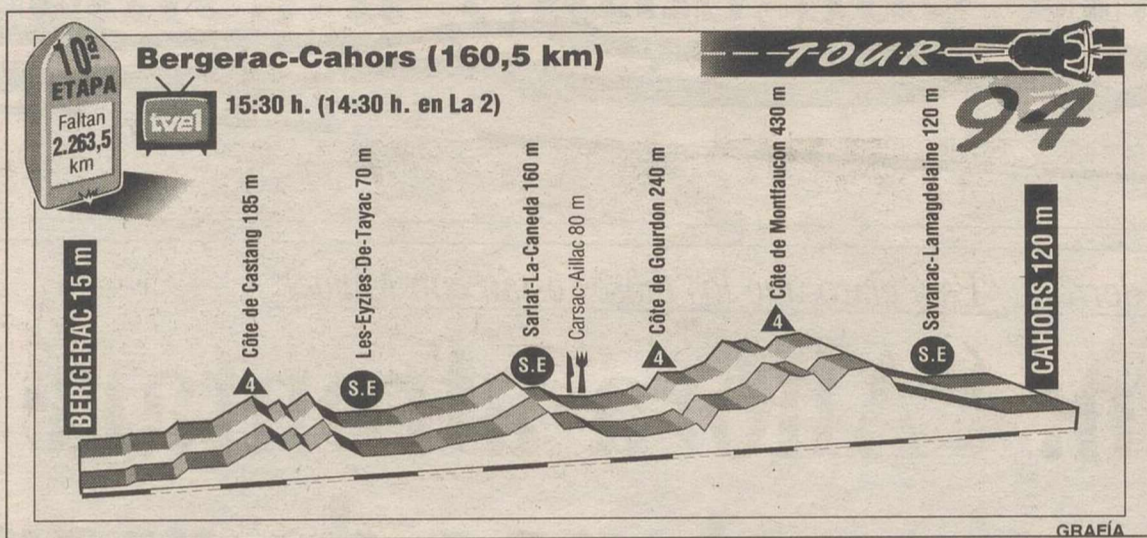 10ª
ETAPA
Faltan
2.263,5
km
Bergerac-Cahors (160,5 km)
tve1
15:30 h. (14:30 h. en La 2)
TOUR
94
BERGERAC 15 m
Côte de Castang 185 m
4
Les-Eyzies-De-Tayac 70 m
S.E
Sarlat-La-Caneda 160 m
S.E
Carsac-Aillac 80 m
Côte de Gourdon 240 m
4
Côte de Montfaucon 430 m
4
Savanac-Lamagdelaine 120 m
S.E
CAHORS 120 m
GRAFÍA